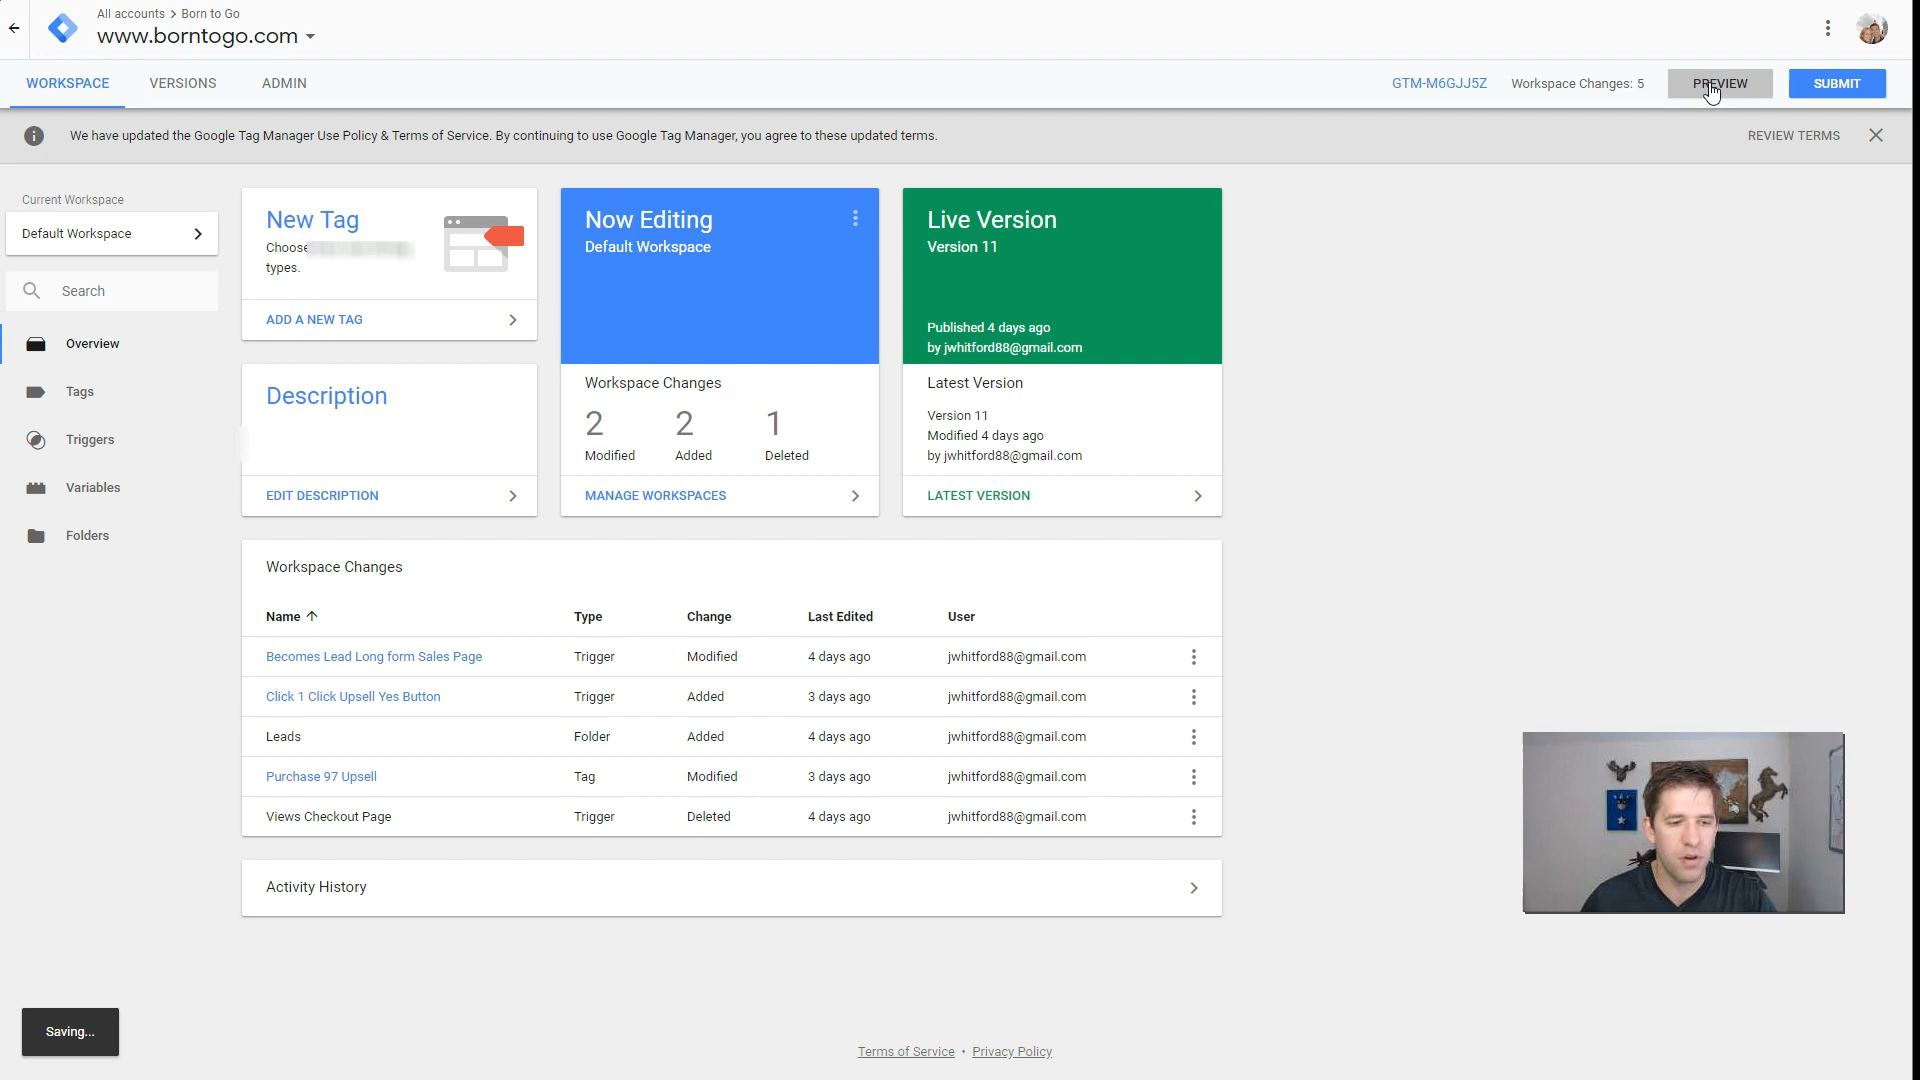 All accounts > Born to Go
www.borntogo.com
WORKSPACE
VERSIONS
ADMIN
GTM-M6GJJ5Z
Workspace Changes: 5
PREVIEW
SUBMIT
We have updated the Google Tag Manager Use Policy & Terms of Service. By continuing to use Google Tag Manager, you agree to these updated terms.
REVIEW TERMS
Current Workspace
Default Workspace
Search
Overview
Tags
Triggers
Variables
Folders
New Tag
Choose
types.
ADD A NEW TAG
Description
EDIT DESCRIPTION
Now Editing
Default Workspace
Workspace Changes
2 2 1
Modified Added Deleted
MANAGE WORKSPACES
Live Version
Version 11
Published 4 days ago
by jwhitford88@gmail.com
Latest Version
Version 11
Modified 4 days ago
by jwhitford88@gmail.com
LATEST VERSION
Workspace Changes
Name Type Change Last Edited User
Becomes Lead Long form Sales Page Trigger Modified 4 days ago jwhitford88@gmail.com
Click 1 Click Upsell Yes Button Trigger Added 3 days ago jwhitford88@gmail.com
Leads Folder Added 4 days ago jwhitford88@gmail.com
Purchase 97 Upsell Tag Modified 3 days ago jwhitford88@gmail.com
Views Checkout Page Trigger Deleted 4 days ago jwhitford88@gmail.com
Activity History
Saving...
Terms of Service • Privacy Policy